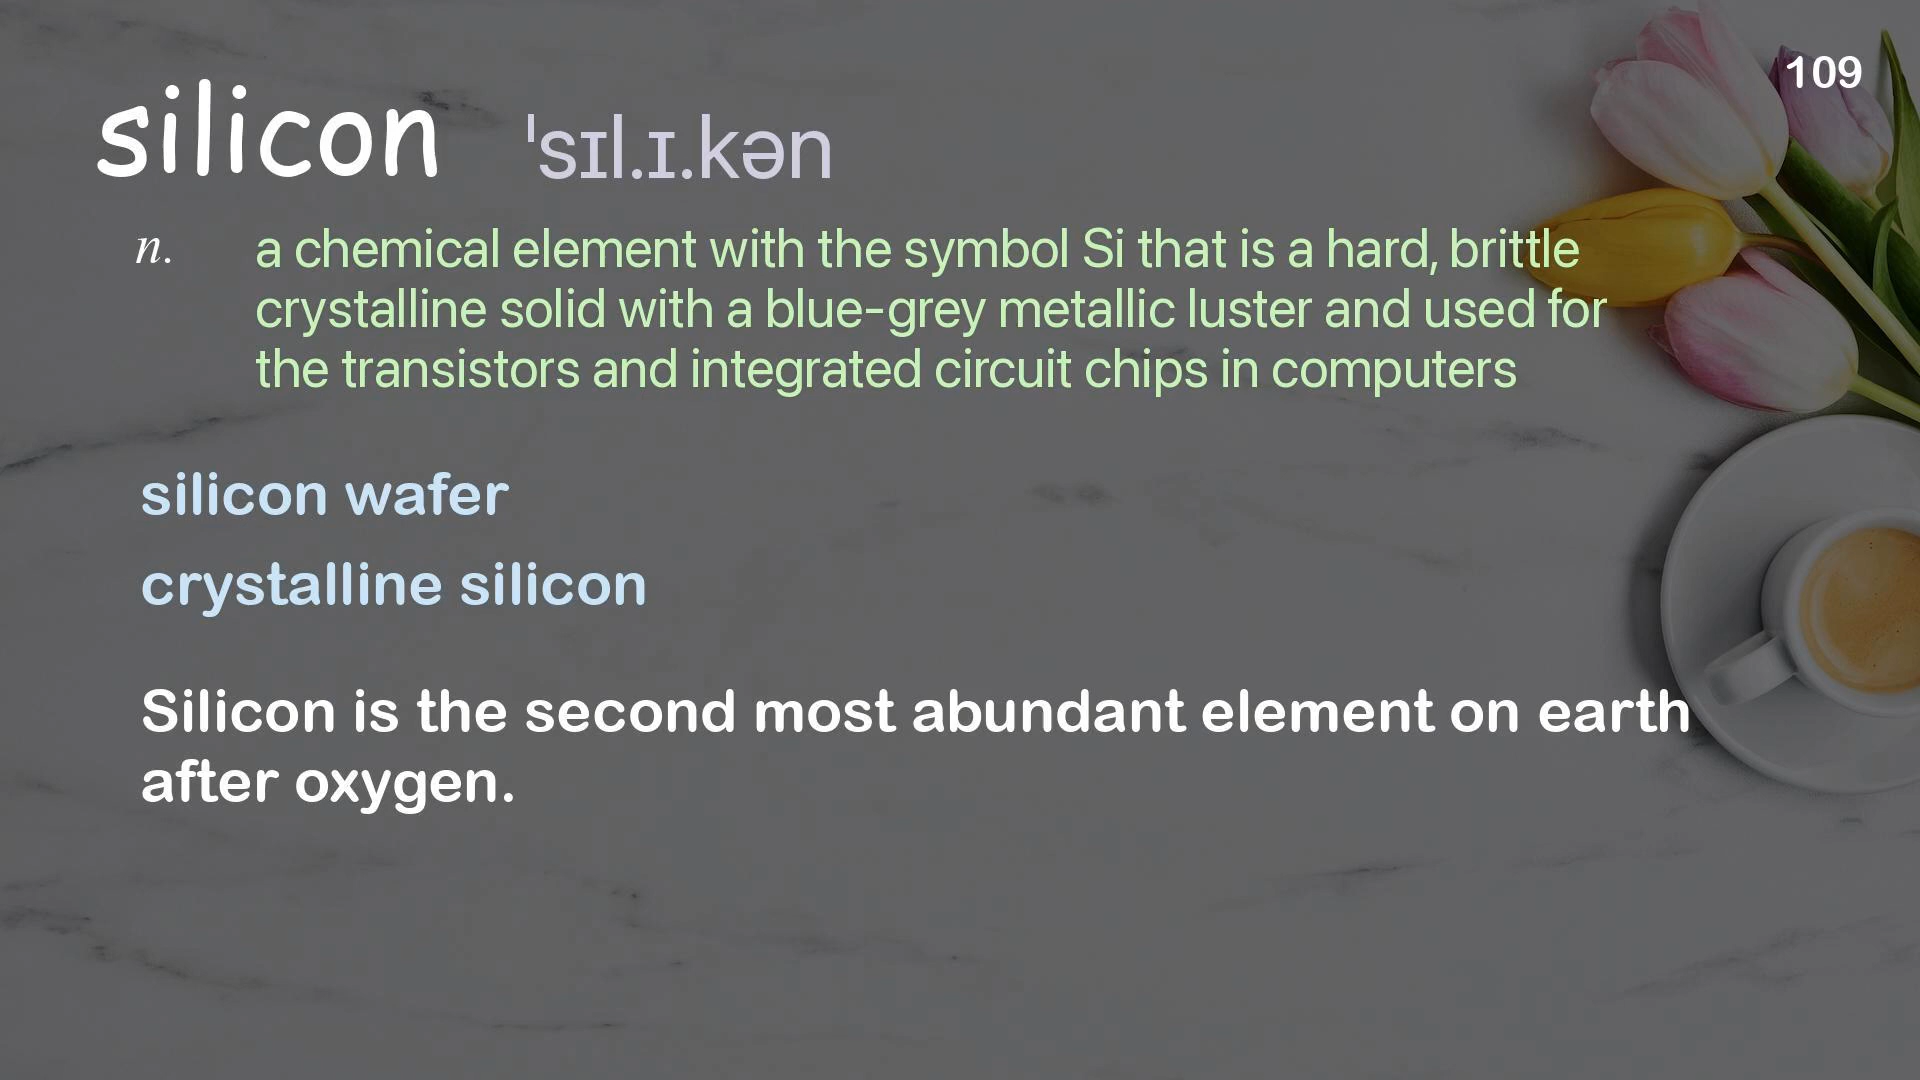 109
silicon ˈsɪl.ɪ.kən
n. a chemical element with the symbol Si that is a hard, brittle
crystalline solid with a blue-grey metallic luster and used for
the transistors and integrated circuit chips in computers
silicon wafer
crystalline silicon
Silicon is the second most abundant element on earth
after oxygen.